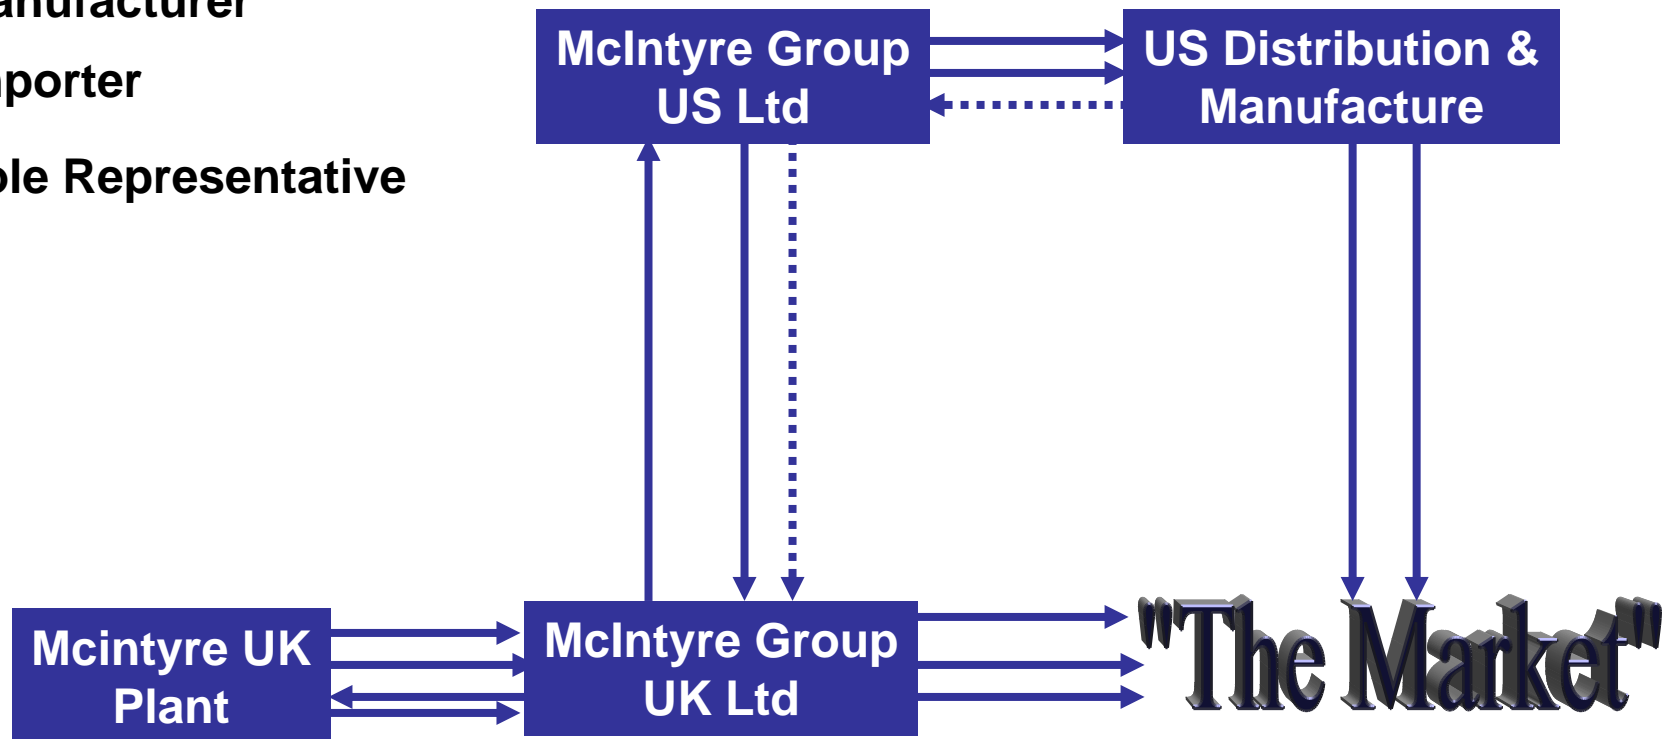 anufacturer
porter
ole Representative
McIntyre Group
US Ltd
US Distribution &
Manufacture
Mcintyre UK
Plant
McIntyre Group
UK Ltd
"The Market"